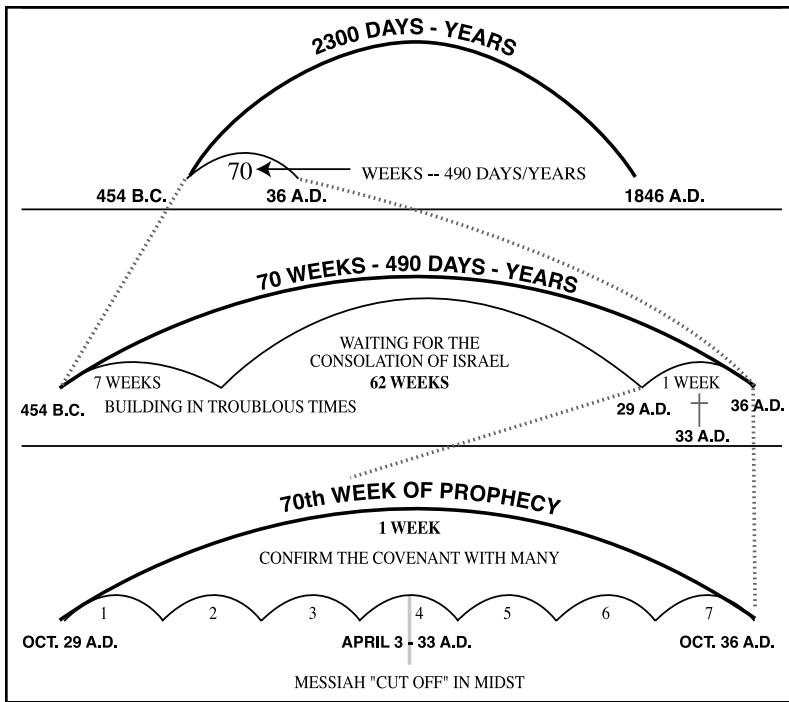 2300 DAYS - YEARS
70
WEEKS -- 490 DAYS/YEARS
454 B.C.
36 A.D.
1846 A.D.
70 WEEKS - 490 DAYS - YEARS
WAITING FOR THE
CONSOLATION OF ISRAEL
62 WEEKS
7 WEEKS
1 WEEK
454 B.C.
BUILDING IN TROUBLOUS TIMES
29 A.D.
36 A.D.
33 A.D.
70th WEEK OF PROPHECY
1 WEEK
CONFIRM THE COVENANT WITH MANY
1 2 3 4 5 6 7
OCT. 29 A.D.
APRIL 3 - 33 A.D.
OCT. 36 A.D.
MESSIAH "CUT OFF" IN MIDST